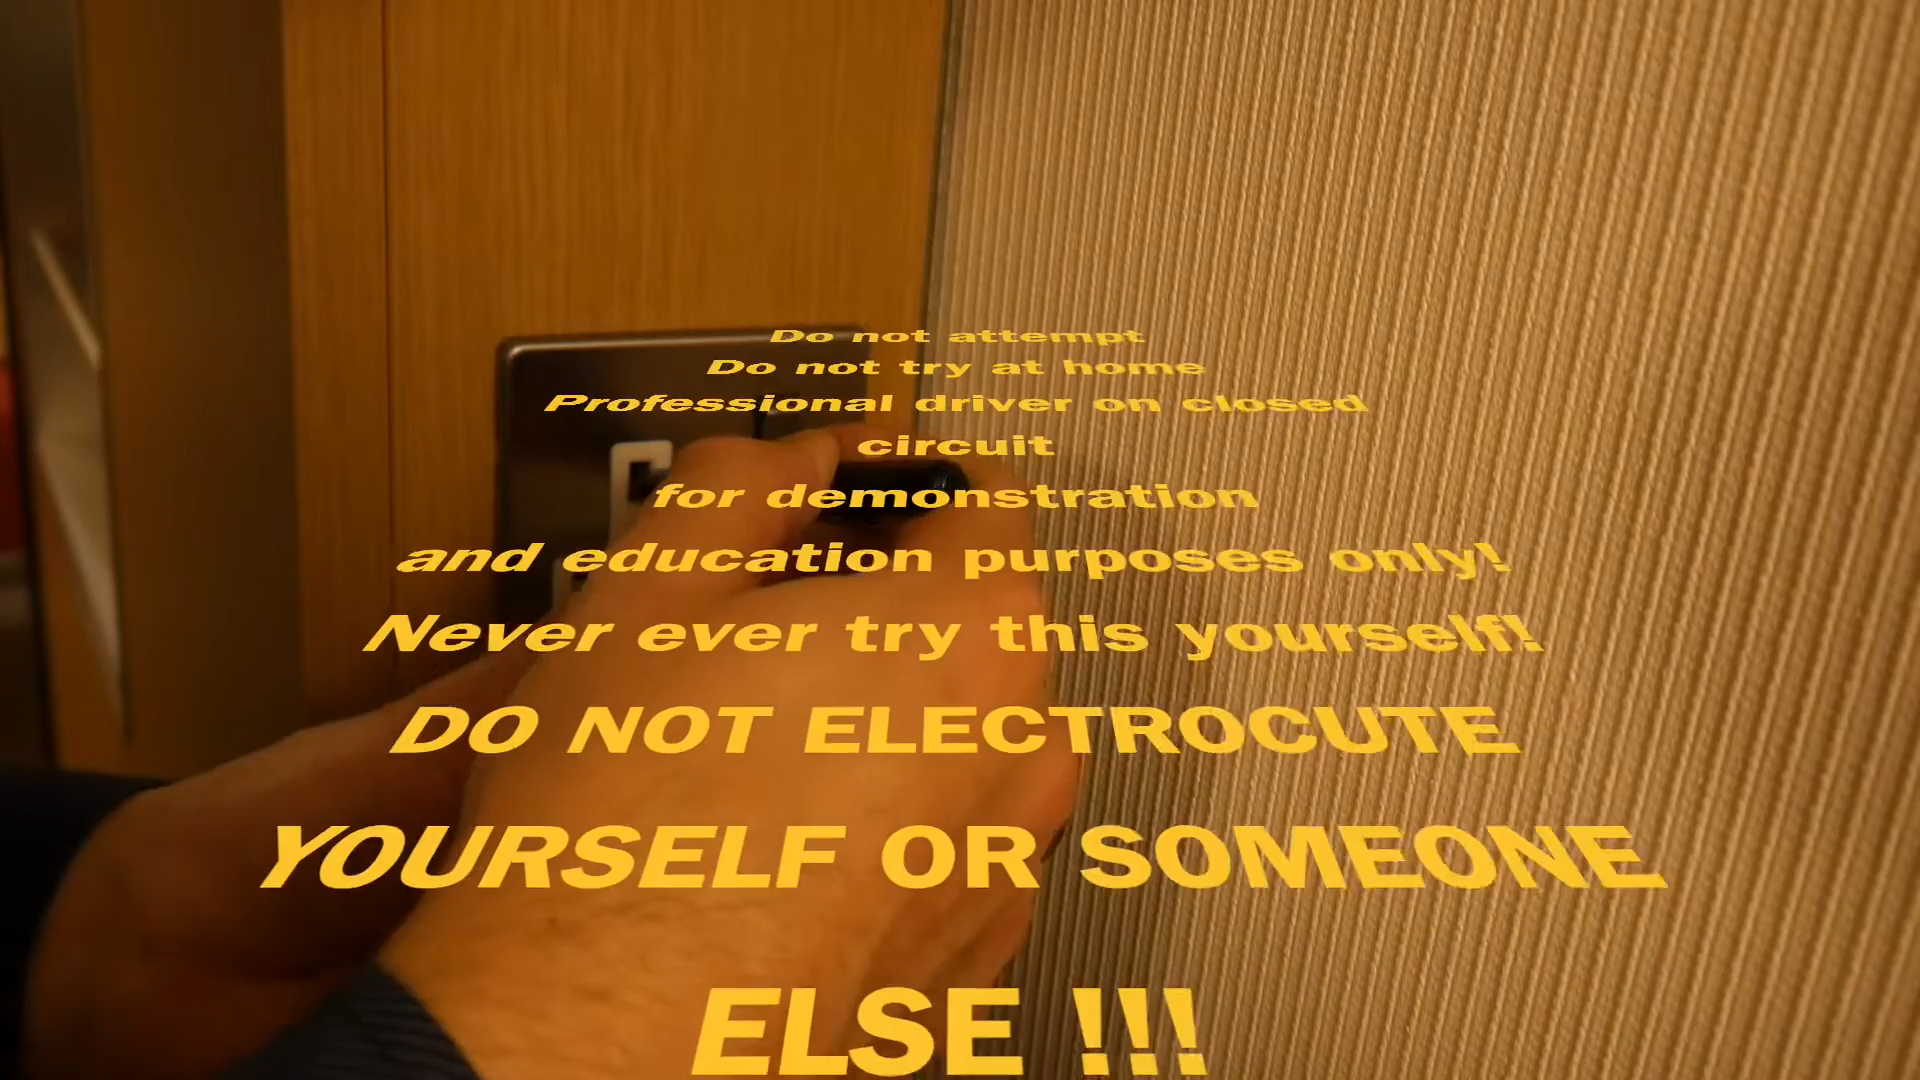 Do not attempt
Do not try at home
Professional driver on closed
circuit
for demonstration
and education purposes only!
Never ever try this yourself!
DO NOT ELECTROCUTE
YOURSELF OR SOMEONE
ELSE !!!